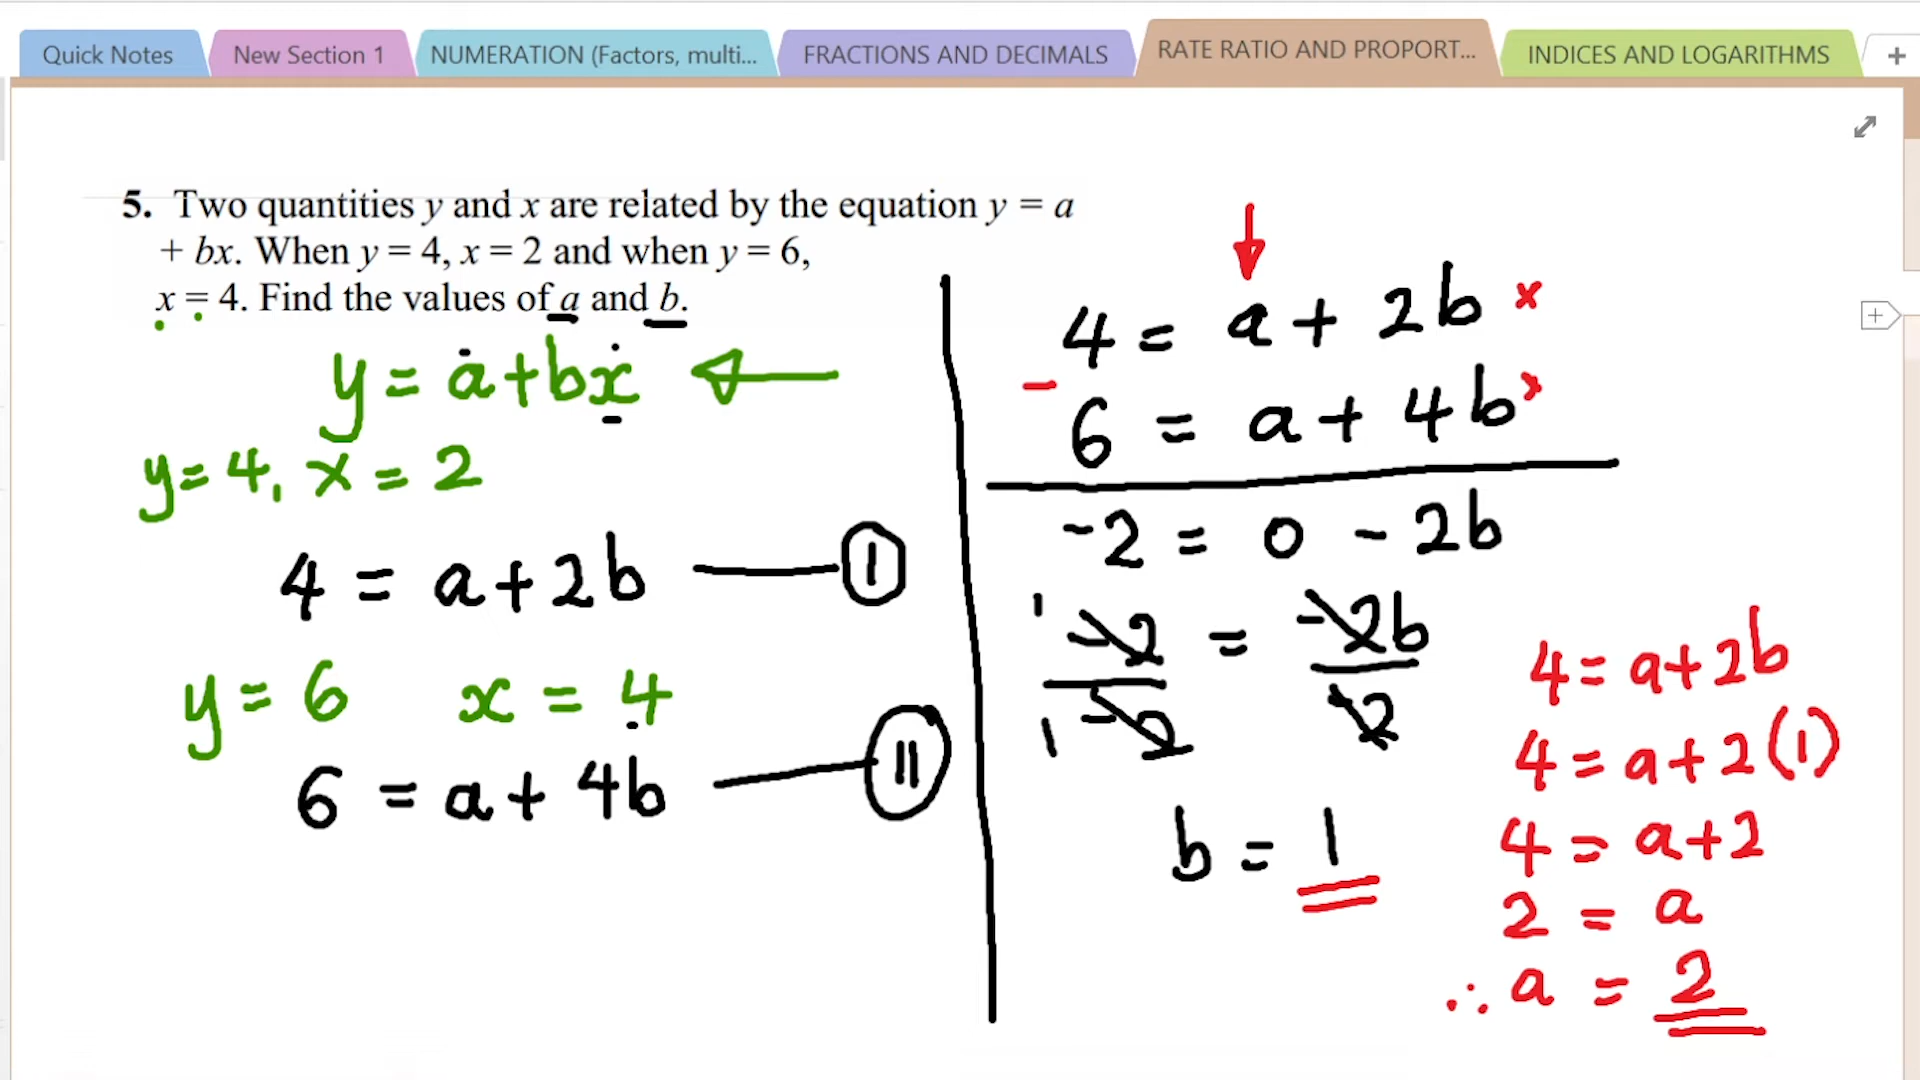 Quick Notes
New Section 1
NUMERATION (Factors, multi...
FRACTIONS AND DECIMALS
RATE RATIO AND PROPORT...
INDICES AND LOGARITHMS
+
5. Two quantities y and x are related by the equation y = a
+ bx. When y = 4, x = 2 and when y = 6,
x = 4. Find the values of a and b.
y = a+bx
y=4, x = 2
4 = a+2b — I
y = 6 x = 4
6 = a + 4b — II
4 = a + 2b x
- 6 = a + 4b x
-2 = 0 - 2b
1 -2 = -2b
1 -2 -2
b = 1
4 = a+2b
4 = a+2(1)
4 = a+2
2 = a
∴ a = 2